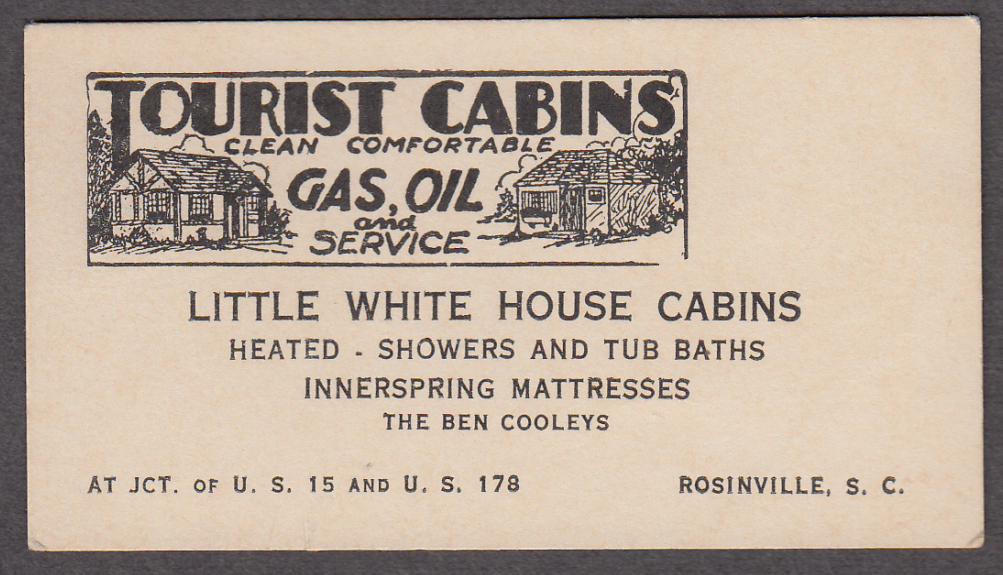 TOURIST CABINS
CLEAN COMFORTABLE
GAS, OIL
and
SERVICE
LITTLE WHITE HOUSE CABINS
HEATED - SHOWERS AND TUB BATHS
INNERSPRING MATTRESSES
THE BEN COOLEYS
AT JCT. OF U. S. 15 AND U. S. 178 ROSINVILLE, S. C.